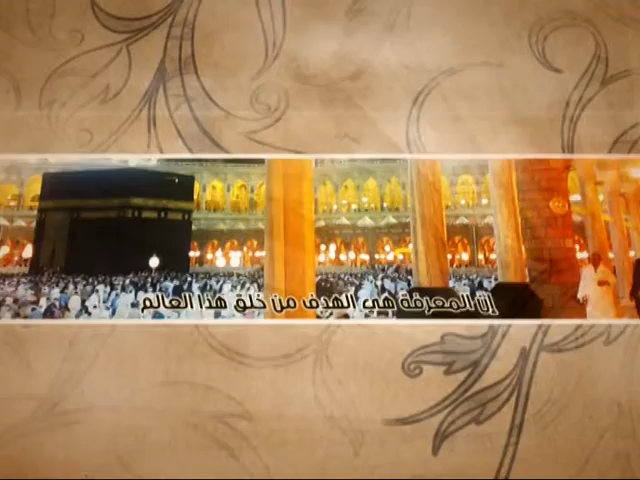 إن المعرفة هي الهدف من خلق هذا العالم